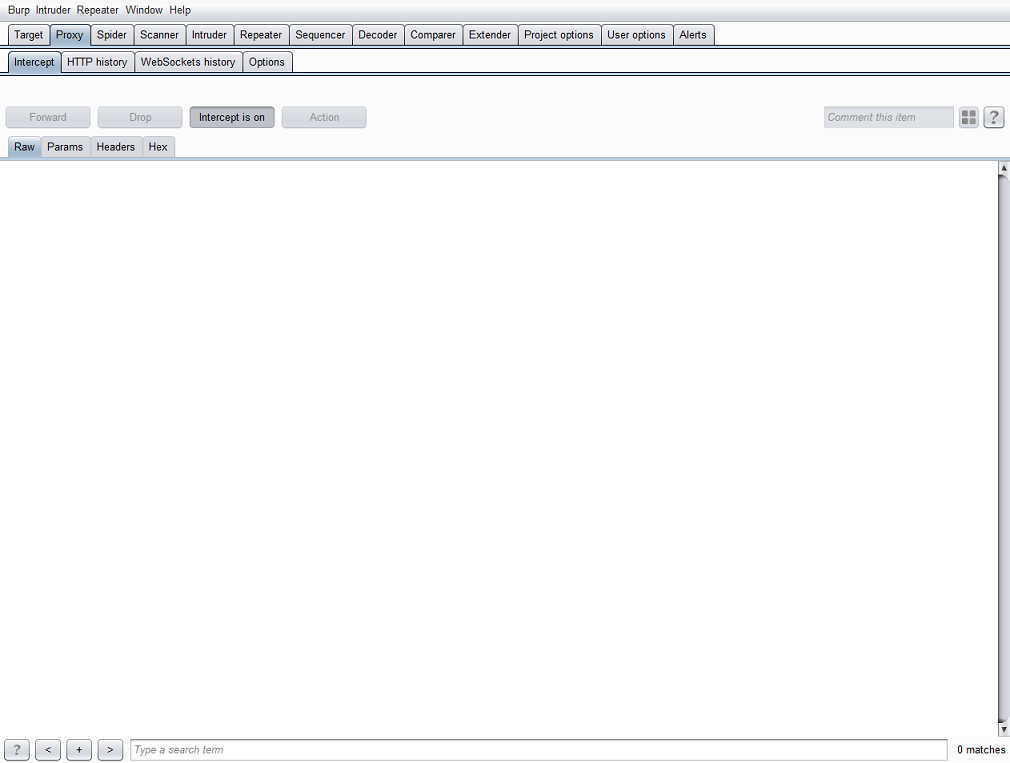 Burp Intruder Repeater Window Help
Target Proxy Spider Scanner Intruder Repeater Sequencer Decoder Comparer Extender Project options User options Alerts
Intercept HTTP history WebSockets history Options
Forward Drop Intercept is on Action Comment this item ?
Raw Params Headers Hex
? < + > Type a search term 0 matches